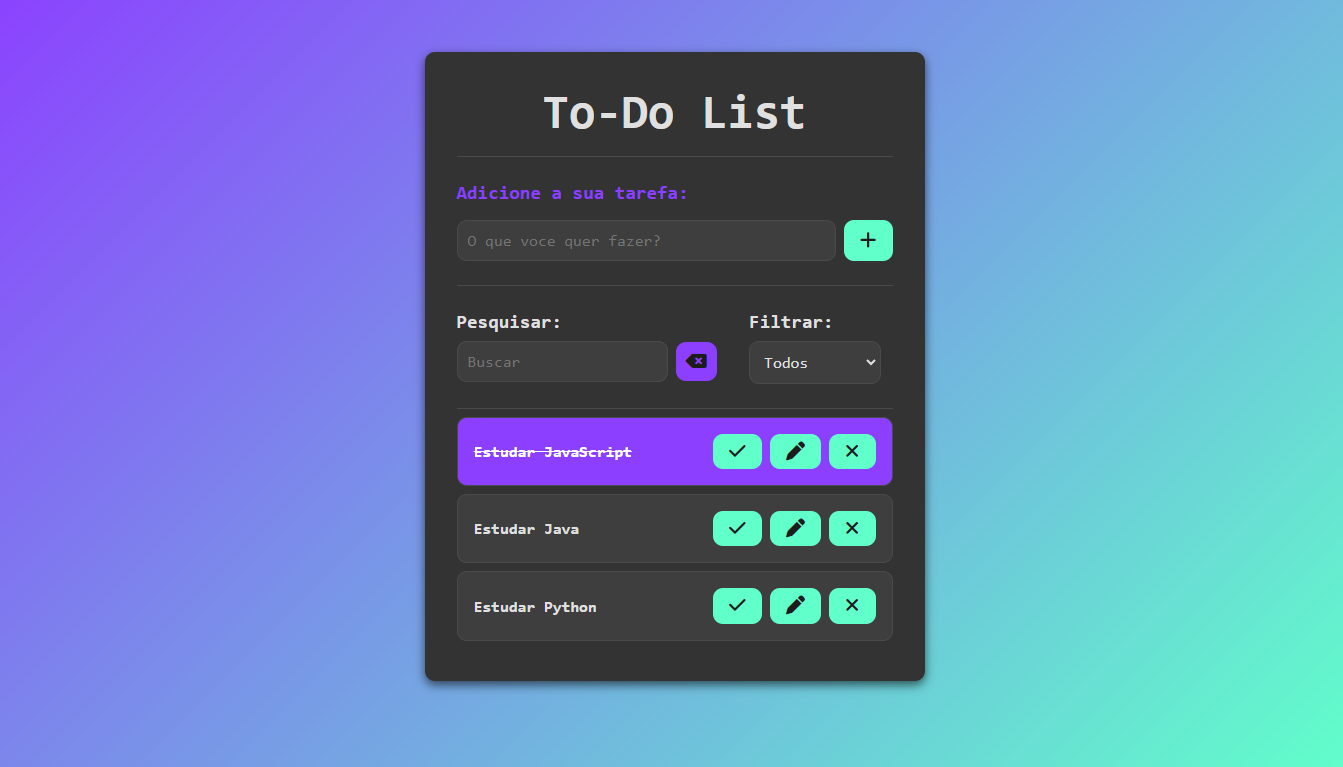 To-Do List
Adicione a sua tarefa:
O que voce quer fazer?
Pesquisar: Filtrar:
Buscar Todos
Estudar JavaScript
Estudar Java
Estudar Python